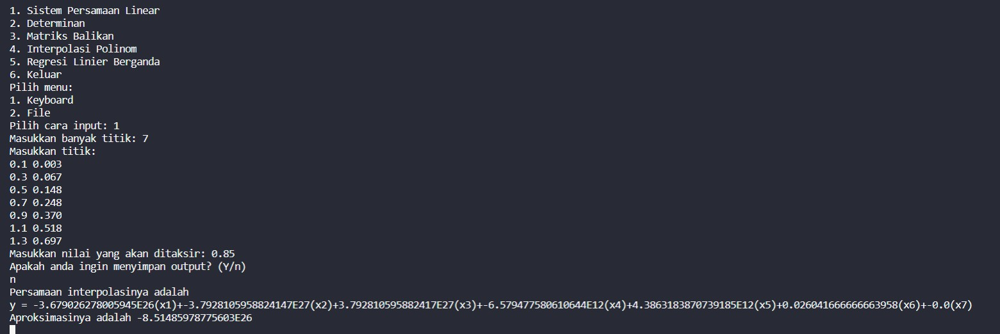 1. Sistem Persamaan Linear
2. Determinan
3. Matriks Balikan
4. Interpolasi Polinom
5. Regresi Linier Berganda
6. Keluar
Pilih menu:
1. Keyboard
2. File
Pilih cara input: 1
Masukkan banyak titik: 7
Masukkan titik:
0.1 0.003
0.3 0.067
0.5 0.148
0.7 0.248
0.9 0.370
1.1 0.518
1.3 0.697
Masukkan nilai yang akan ditaksir: 0.85
Apakah anda ingin menyimpan output? (Y/n)
n
Persamaan interpolasinya adalah
y = -3.679026278005945E26(x1)+-3.7928105958824147E27(x2)+3.792810595882417E27(x3)+-6.579477580610644E12(x4)+4.3863183870739185E12(x5)+0.026041666666663958(x6)+-0.0(x7)
Aproksimasinya adalah -8.51485978775603E26